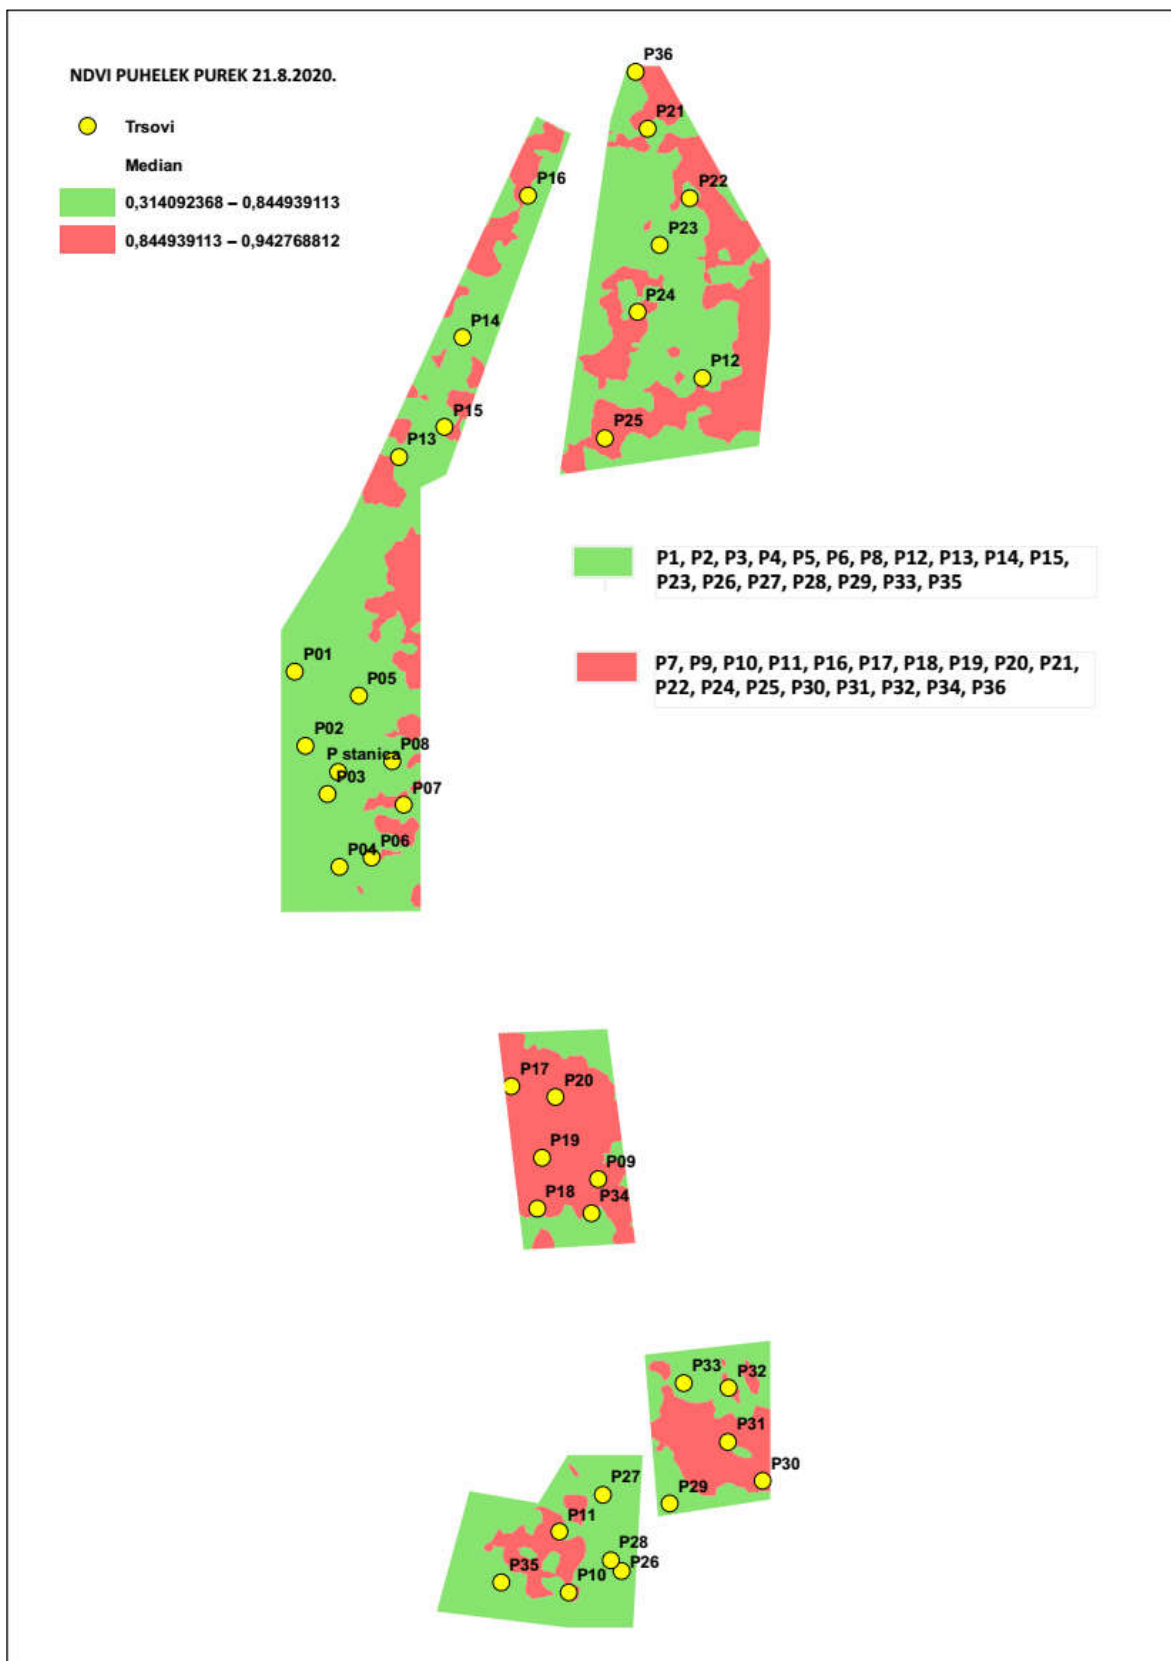 NDVI PUHELEK PUREK 21.8.2020.
Trsovi
Median
0,314092368 – 0,844939113
0,844939113 – 0,942768812
P36
P21
P16
P22
P23
P24
P14
P12
P15
P25
P13
P1, P2, P3, P4, P5, P6, P8, P12, P13, P14, P15,
P23, P26, P27, P28, P29, P33, P35
P7, P9, P10, P11, P16, P17, P18, P19, P20, P21,
P22, P24, P25, P30, P31, P32, P34, P36
P01
P05
P02
P08
P stanica
P03
P07
P06
P04
P17
P20
P19
P09
P18
P34
P33
P32
P31
P30
P29
P27
P11
P28
P26
P35
P10